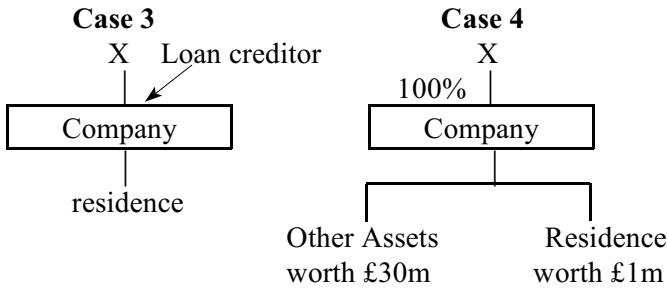 Case 3
X Loan creditor
Company
residence
Case 4
X
100%
Company
Other Assets
worth £30m
Residence
worth £1m